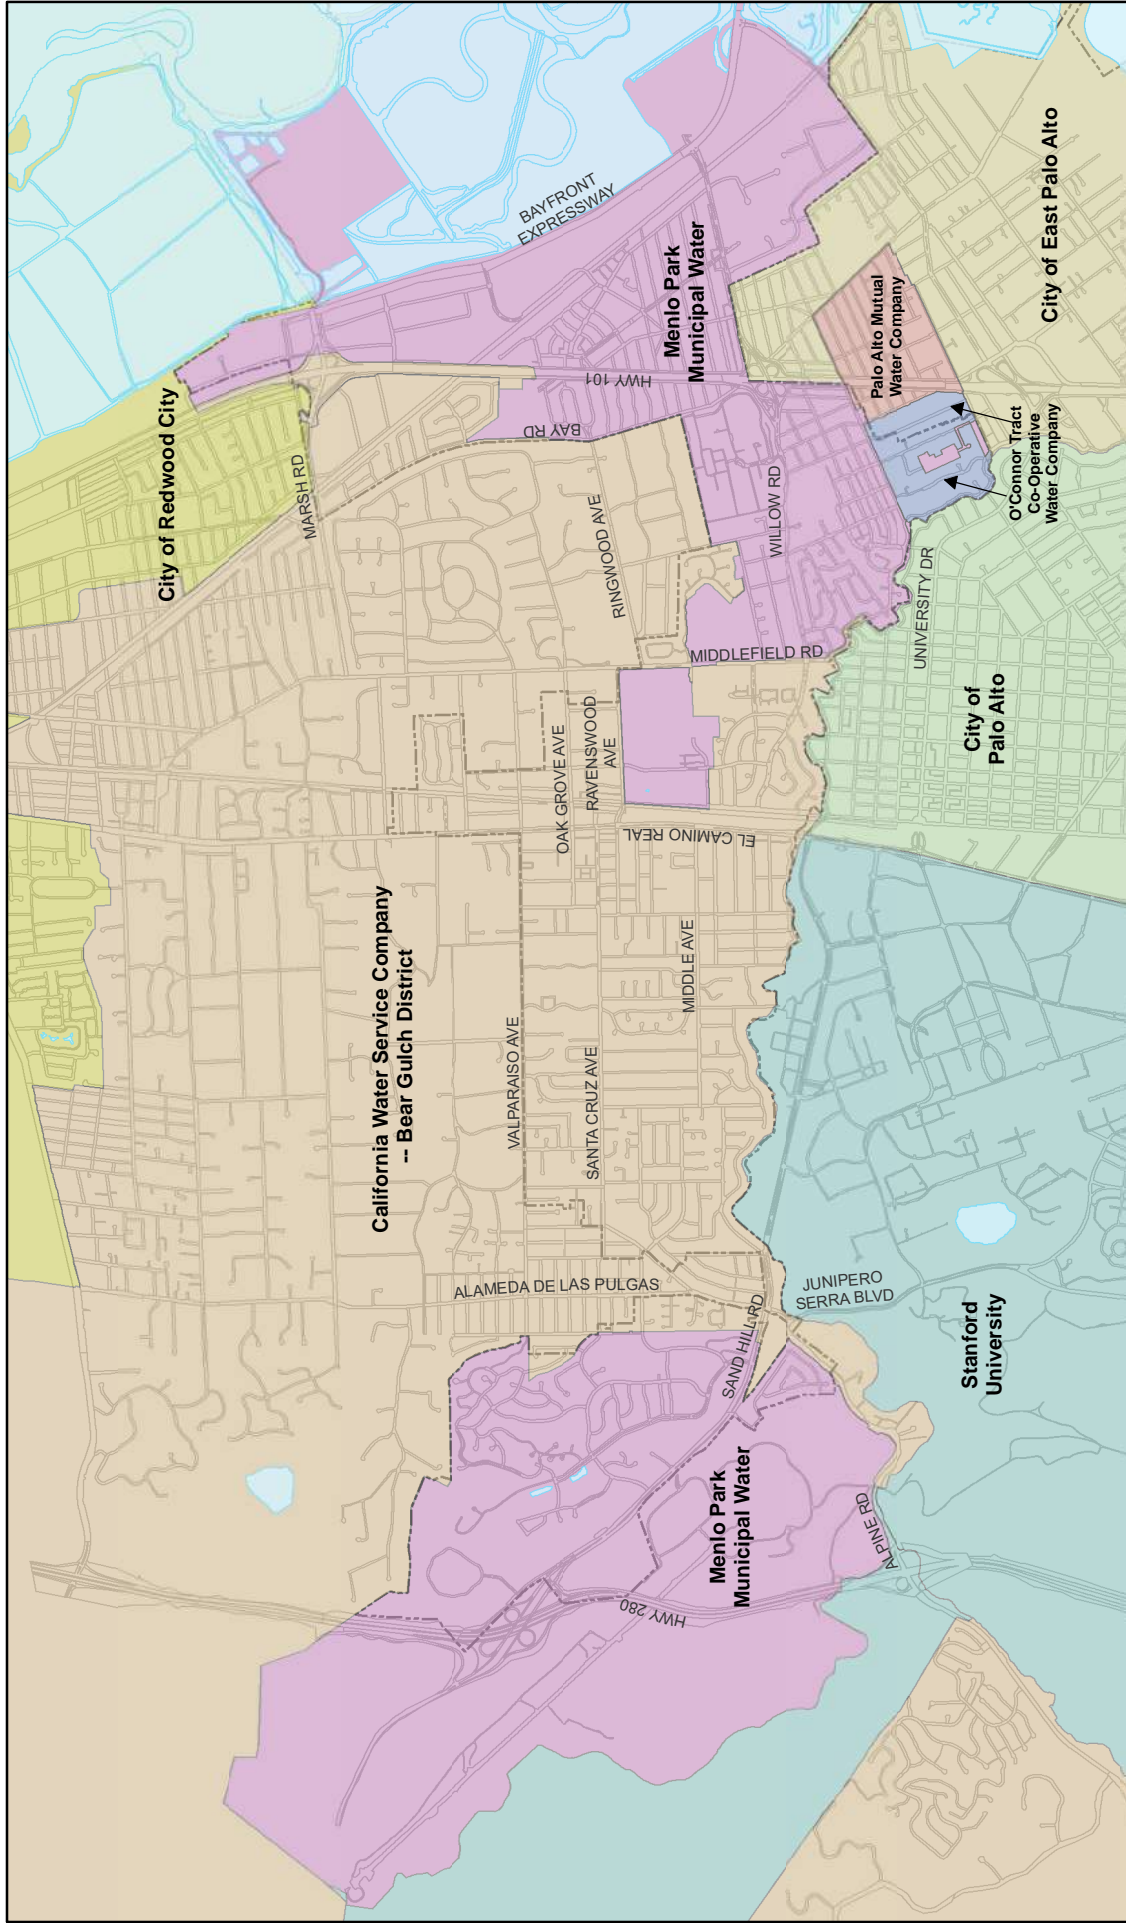 City of Redwood City
MARSH RD
BAYFRONT
EXPRESSWAY
Menlo Park
Municipal Water
HWY 101
BAY RD
RINGWOOD AVE
WILLOW RD
Palo Alto Mutual
Water Company
City of East Palo Alto
O'Connor Tract
Co-Operative
Water Company
UNIVERSITY DR
MIDDLEFIELD RD
City of
Palo Alto
OAK GROVE AVE
RAVENSWOOD
AVE
EL CAMINO REAL
California Water Service Company
-- Bear Gulch District
VALPARAISO AVE
SANTA CRUZ AVE
MIDDLE AVE
ALAMEDA DE LAS PULGAS
SAND HILL RD
JUNIPERO
SERRA BLVD
Stanford
University
Menlo Park
Municipal Water
ALPINE RD
HWY 280